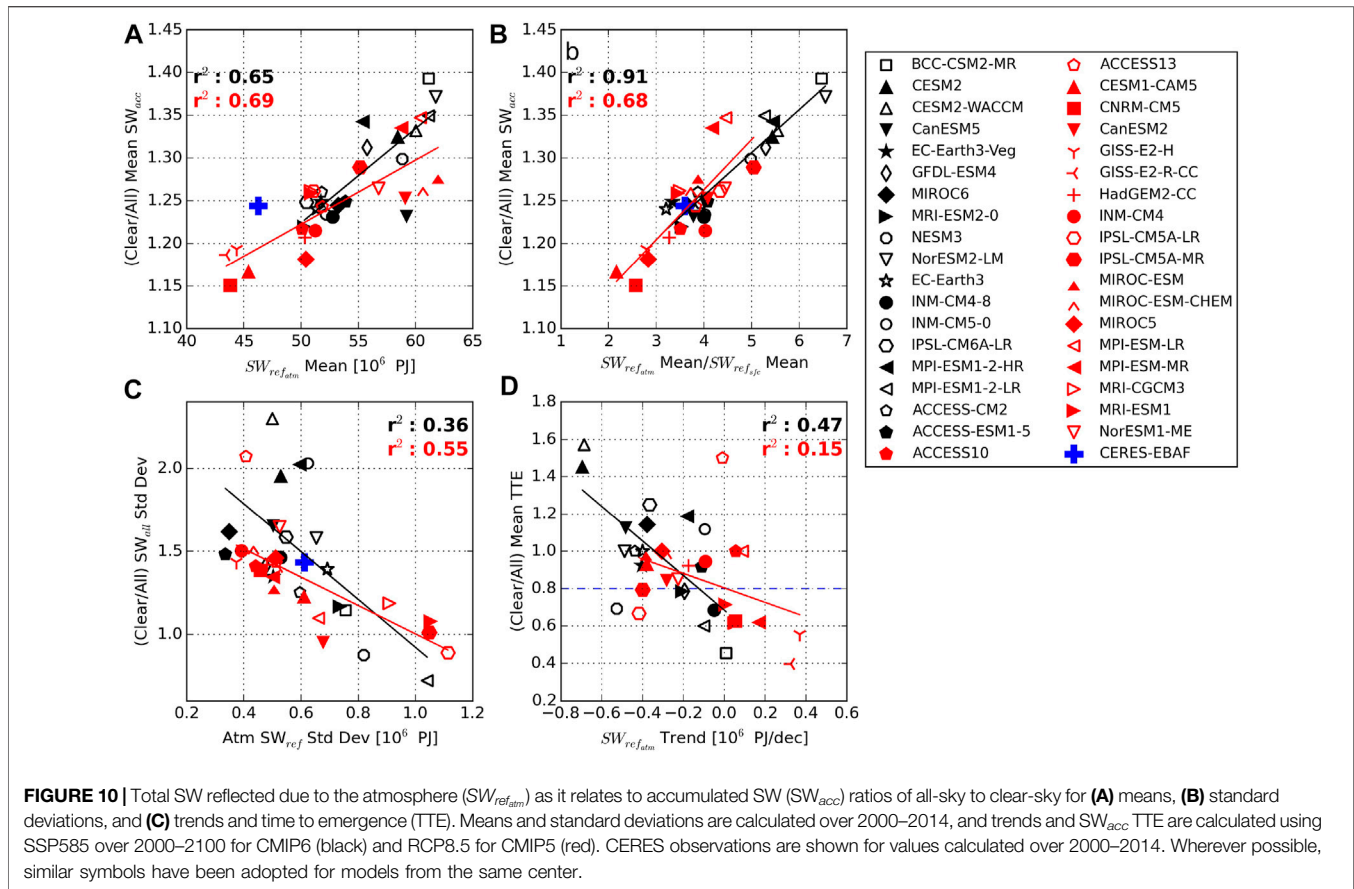 A
1.45
1.40
1.35
1.30
1.25
1.20
1.15
1.10
⟨Clear/All⟩ Mean SW_acc
r² : 0.65
r² : 0.69
40 45 50 55 60 65
SW_ref_atm Mean [10⁶ PJ]
B
b
1.45
1.40
1.35
1.30
1.25
1.20
1.15
1.10
⟨Clear/All⟩ Mean SW_acc
r² : 0.91
r² : 0.68
1 2 3 4 5 6 7
SW_ref_atm Mean/SW_ref_sfc Mean
C
2.0
1.5
1.0
⟨Clear/All⟩ SW_all Std Dev
r² : 0.36
r² : 0.55
0.2 0.4 0.6 0.8 1.0 1.2
Atm SW_ref Std Dev [10⁶ PJ]
D
1.8
1.6
1.4
1.2
1.0
0.8
0.6
0.4
0.2
⟨Clear/All⟩ Mean TTE
r² : 0.47
r² : 0.15
−0.8 −0.6 −0.4 −0.2 0.0 0.2 0.4 0.6
SW_ref_atm Trend [10⁶ PJ/dec]
BCC-CSM2-MR
CESM2
CESM2-WACCM
CanESM5
EC-Earth3-Veg
GFDL-ESM4
MIROC6
MRI-ESM2-0
NESM3
NorESM2-LM
EC-Earth3
INM-CM4-8
INM-CM5-0
IPSL-CM6A-LR
MPI-ESM1-2-HR
MPI-ESM1-2-LR
ACCESS-CM2
ACCESS-ESM1-5
ACCESS10
ACCESS13
CESM1-CAM5
CNRM-CM5
CanESM2
GISS-E2-H
GISS-E2-R-CC
HadGEM2-CC
INM-CM4
IPSL-CM5A-LR
IPSL-CM5A-MR
MIROC-ESM
MIROC-ESM-CHEM
MIROC5
MPI-ESM-LR
MPI-ESM-MR
MRI-CGCM3
MRI-ESM1
NorESM1-ME
CERES-EBAF
FIGURE 10 | Total SW reflected due to the atmosphere (SW_ref_atm) as it relates to accumulated SW (SW_acc) ratios of all-sky to clear-sky for (A) means, (B) standard
deviations, and (C) trends and time to emergence (TTE). Means and standard deviations are calculated over 2000–2014, and trends and SW_acc TTE are calculated using
SSP585 over 2000–2100 for CMIP6 (black) and RCP8.5 for CMIP5 (red). CERES observations are shown for values calculated over 2000–2014. Wherever possible,
similar symbols have been adopted for models from the same center.